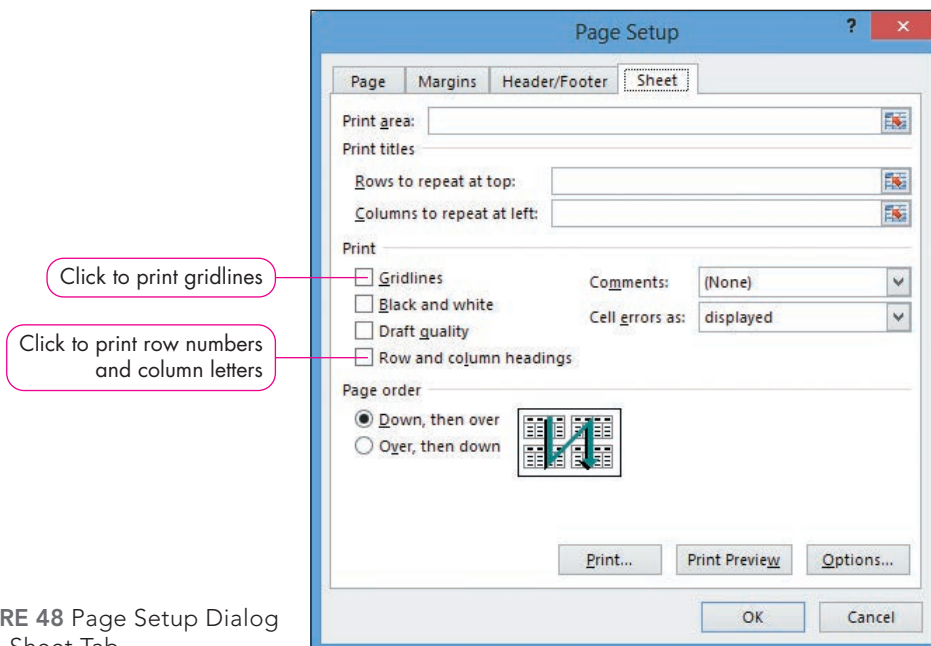 Page Setup ? ×
Page Margins Header/Footer Sheet
Print area:
Print titles
Rows to repeat at top:
Columns to repeat at left:
Print
Click to print gridlines
Gridlines
Comments: (None)
Black and white
Cell errors as: displayed
Draft quality
Click to print row numbers
and column letters
Row and column headings
Page order
Down, then over
Over, then down
Print... Print Preview Options...
OK Cancel
RE 48 Page Setup Dialog
Sheet Tab